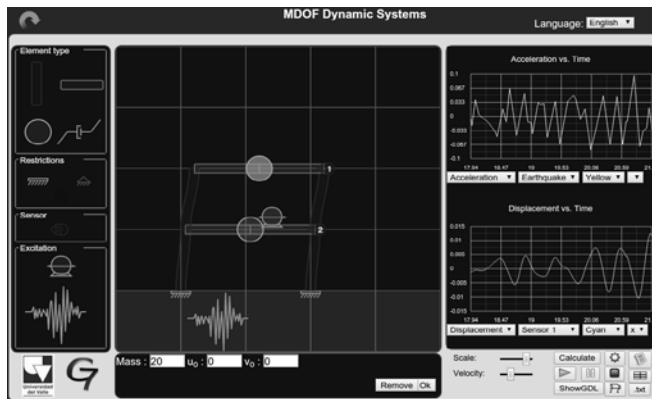 MDOF Dynamic Systems
Language: English
Element type
Restrictions
Sensor
Excitation
1
2
Acceleration vs. Time
0.1
0.067
0.033
0
-0.033
-0.067
-0.1
17.94 18.47 19 19.53 20.06 20.59 21.
Acceleration Earthquake Yellow
Displacement vs. Time
0.015
0.01
0.005
0
-0.005
-0.01
-0.015
17.94 18.47 19 19.53 20.06 20.59 21.
Displacement Sensor 1 Cyan x
Universidad
del Valle
G7
Mass : 20 u0 : 0 v0 : 0
Remove Ok
Scale:
Calculate
Velocity:
ShowGDL
.txt